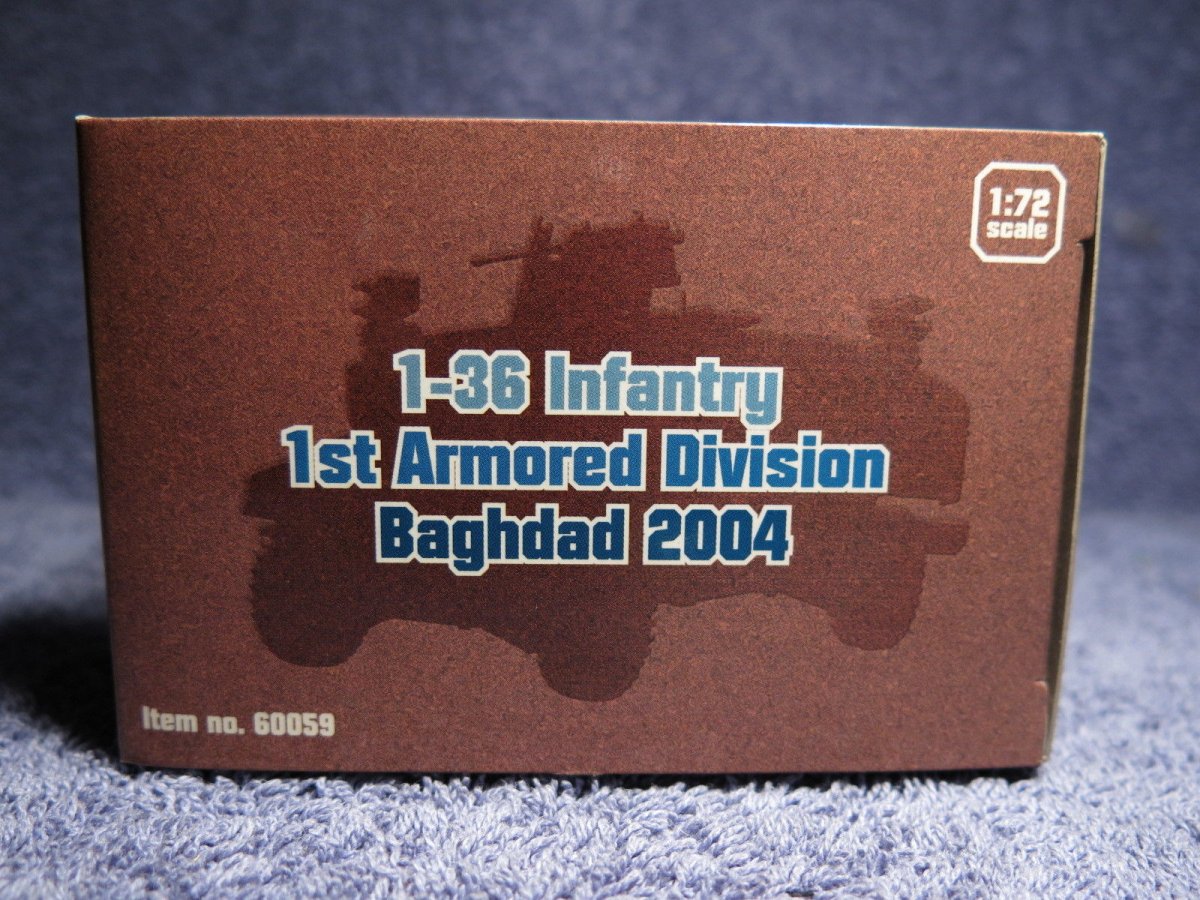 1:72
scale
1-36 Infantry
1st Armored Division
Baghdad 2004
Item no. 60059